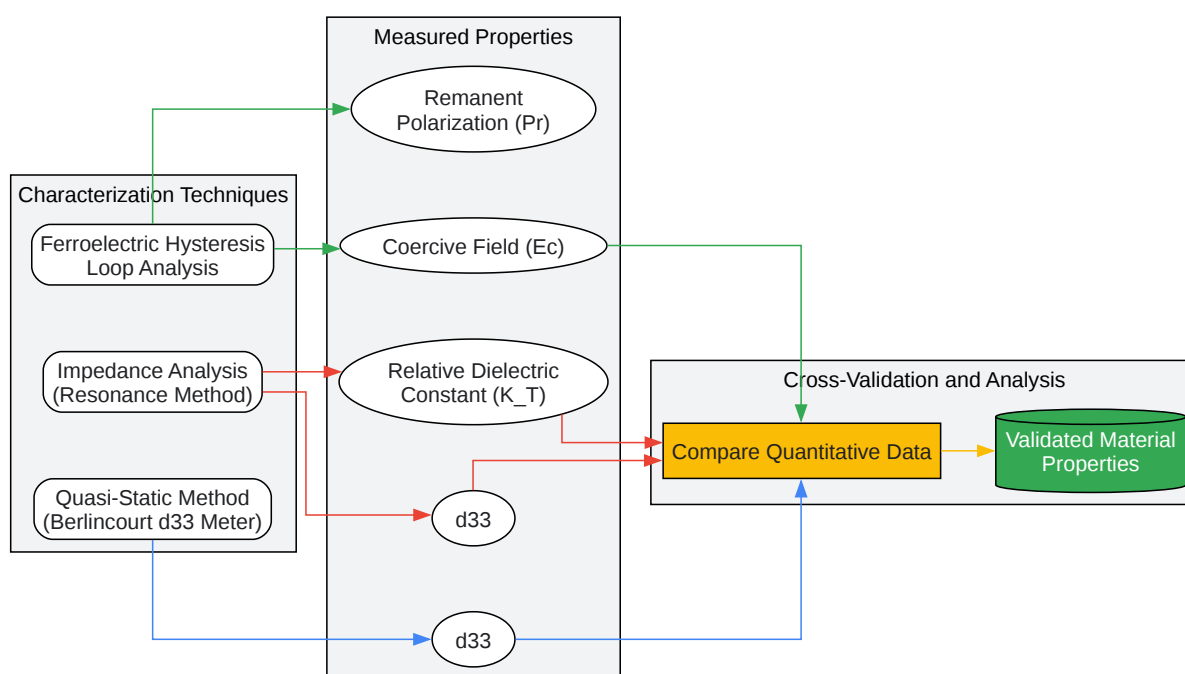 Measured Properties
Remanent
Polarization (Pr)
Characterization Techniques
Ferroelectric Hysteresis
Loop Analysis
Coercive Field (Ec)
Impedance Analysis
(Resonance Method)
Relative Dielectric
Constant (K_T)
Cross-Validation and Analysis
Compare Quantitative Data
Validated Material
Properties
Quasi-Static Method
(Berlincourt d33 Meter)
d33
d33